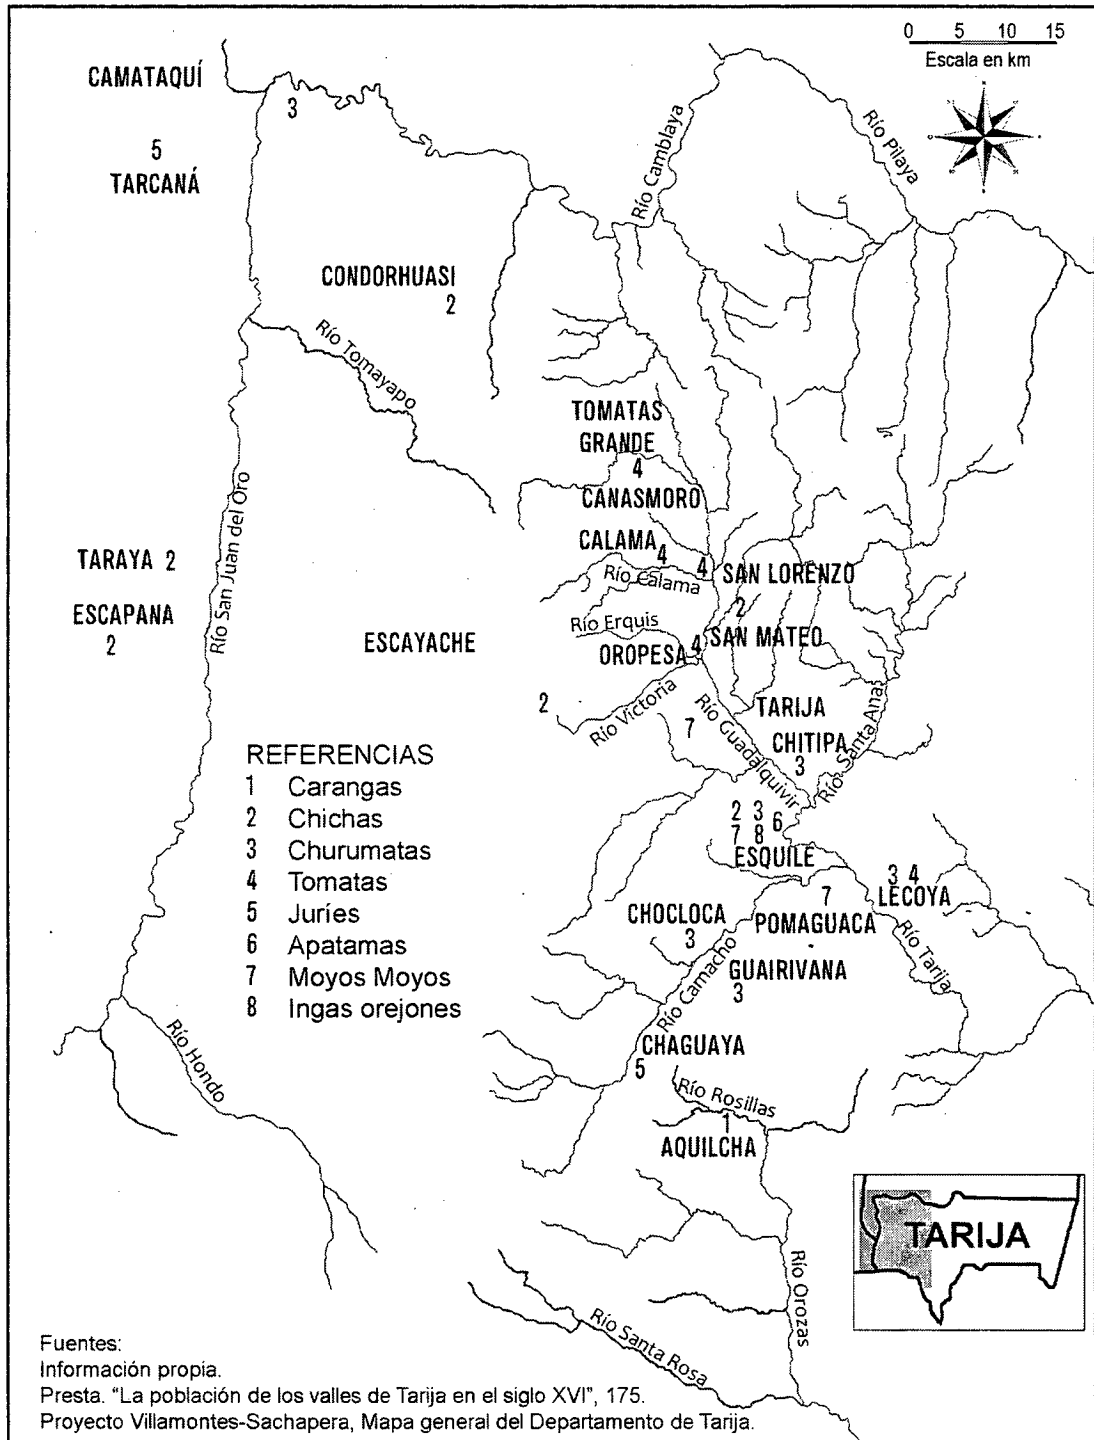 0 5 10 15
Escala en km
CAMATAQUÍ
3
5
TARCANÁ
Río Camblaya
Río Pilaya
CONDORHUASI
2
Río Tomayapo
TOMATAS
GRANDE
4
CANASMORO
CALAMA 4
4
Río Calama
SAN LORENZO
2
Río San Juan del Oro
TARAYA 2
ESCAPANA
2
ESCAYACHE
Río Erquis
OROPESA 4
SAN MATEO
2
Río Victoria
7
Río Guadalquivir
TARIJA
CHITIPA
3
Río Santa Anas
REFERENCIAS
1 Carangas
2 Chichas
3 Churumatas
4 Tomatas
5 Juríes
6 Apatamas
7 Moyos Moyos
8 Ingas orejones
2 3 6
7 8
ESQUILE
3 4
LECOYA
7
POMAGUACA
CHOCLOCA
3
Río Camacho
GUAIRIVANA
3
Río Tarija
CHAGUAYA
5
Río Hondo
Río Rosillas
1
AQUILCHA
TARIJA
Río Orozas
Río Santa Rosa
Fuentes:
Información propia.
Presta. "La población de los valles de Tarija en el siglo XVI", 175.
Proyecto Villamontes-Sachapera, Mapa general del Departamento de Tarija.